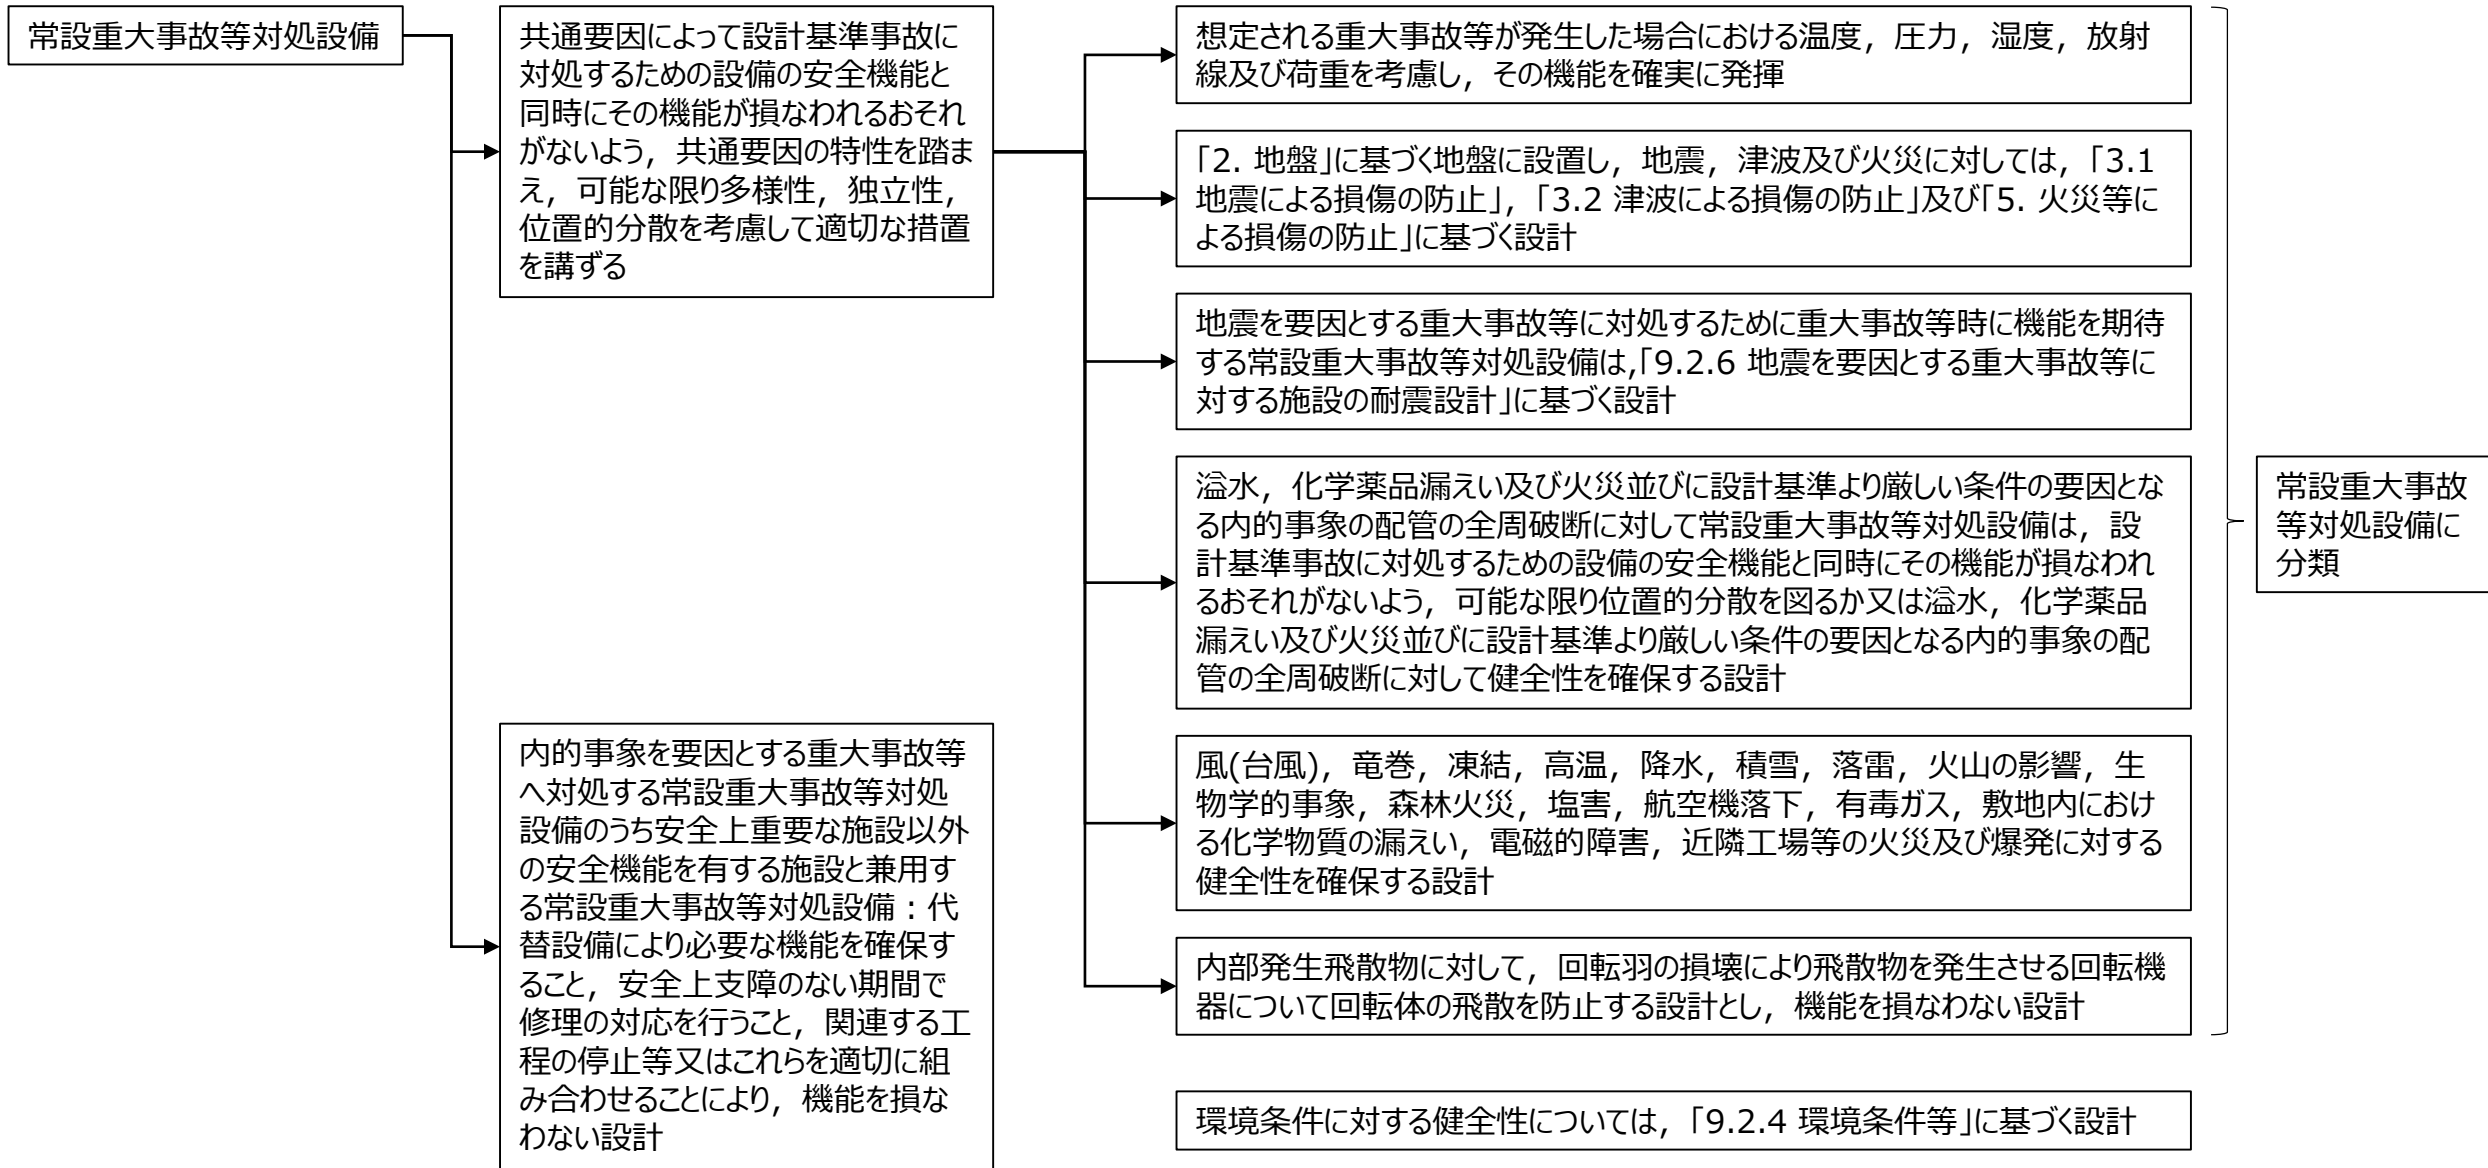 常設重大事故等対処設備
共通要因によって設計基準事故に
対処するための設備の安全機能と
同時にその機能が損なわれるおそれ
がないよう，共通要因の特性を踏ま
え，可能な限り多様性，独立性，
位置的分散を考慮して適切な措置
を講ずる
内的事象を要因とする重大事故等
へ対処する常設重大事故等対処
設備のうち安全上重要な施設以外
の安全機能を有する施設と兼用す
る常設重大事故等対処設備：代
替設備により必要な機能を確保す
ること，安全上支障のない期間で
修理の対応を行うこと，関連する工
程の停止等又はこれらを適切に組
み合わせることにより，機能を損な
わない設計
想定される重大事故等が発生した場合における温度，圧力，湿度，放射
線及び荷重を考慮し，その機能を確実に発揮
「2. 地盤」に基づく地盤に設置し，地震，津波及び火災に対しては，「3.1
地震による損傷の防止」，「3.2 津波による損傷の防止」及び「5. 火災等に
よる損傷の防止」に基づく設計
地震を要因とする重大事故等に対処するために重大事故等時に機能を期待
する常設重大事故等対処設備は,「9.2.6 地震を要因とする重大事故等に
対する施設の耐震設計」に基づく設計
溢水，化学薬品漏えい及び火災並びに設計基準より厳しい条件の要因とな
る内的事象の配管の全周破断に対して常設重大事故等対処設備は，設
計基準事故に対処するための設備の安全機能と同時にその機能が損なわれ
るおそれがないよう，可能な限り位置的分散を図るか又は溢水，化学薬品
漏えい及び火災並びに設計基準より厳しい条件の要因となる内的事象の配
管の全周破断に対して健全性を確保する設計
風(台風)，竜巻，凍結，高温，降水，積雪，落雷，火山の影響，生
物学的事象，森林火災，塩害，航空機落下，有毒ガス，敷地内におけ
る化学物質の漏えい，電磁的障害，近隣工場等の火災及び爆発に対する
健全性を確保する設計
内部発生飛散物に対して，回転羽の損壊により飛散物を発生させる回転機
器について回転体の飛散を防止する設計とし，機能を損なわない設計
環境条件に対する健全性については，「9.2.4 環境条件等」に基づく設計
常設重大事故
等対処設備に
分類